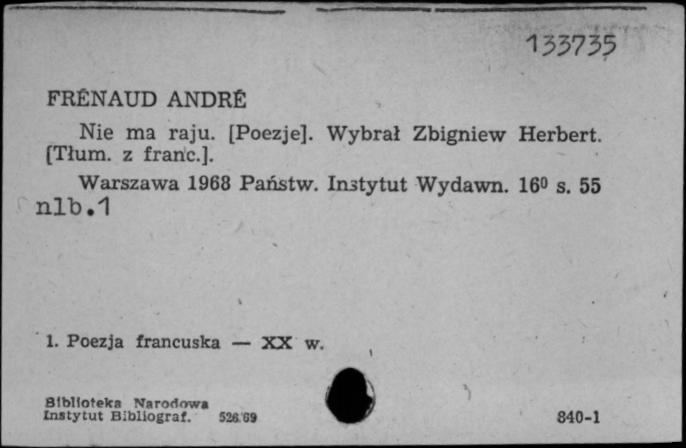 133735
FRÉNAUD ANDRÉ
Nie ma raju. [Poezje]. Wybrał Zbigniew Herbert.
[Tłum. z franc.].
Warszawa 1968 Państw. Instytut Wydawn. 16⁰ s. 55
nlb.1
1. Poezja francuska — XX w.
Biblioteka Narodowa
Instytut Bibliograf. 526/69
840-1